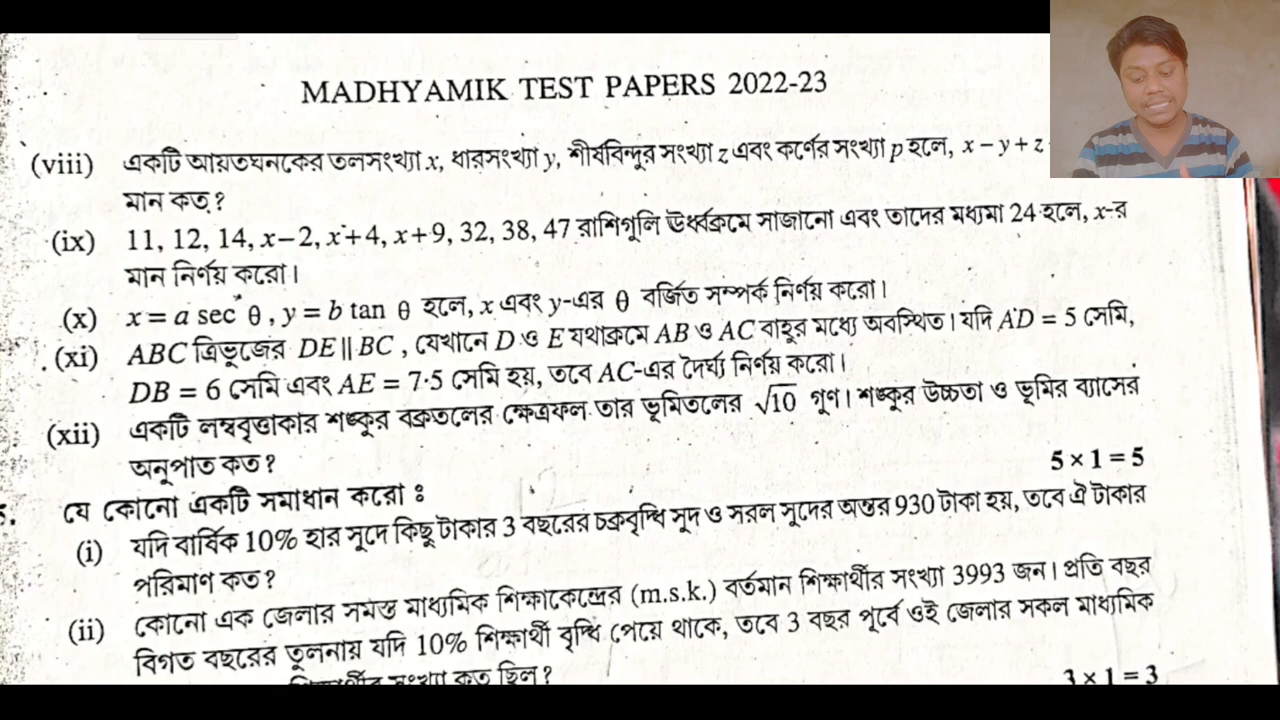 MADHYAMIK TEST PAPERS 2022-23
(viii) একটি আয়তঘনকের তলসংখ্যা x, ধারসংখ্যা y, শীর্ষবিন্দুর সংখ্যা z এবং কর্ণের সংখ্যা p হলে, x – y + z
মান কত?
(ix) 11, 12, 14, x – 2, x + 4, x + 9, 32, 38, 47 রাশিগুলি ঊর্ধ্বক্রমে সাজানো এবং তাদের মধ্যমা 24 হলে, x-র
মান নির্ণয় করো।
(x) x = a sec θ, y = b tan θ হলে, x এবং y-এর θ বর্জিত সম্পর্ক নির্ণয় করো।
(xi) ABC ত্রিভুজের DE || BC, যেখানে D ও E যথাক্রমে AB ও AC বাহুর মধ্যে অবস্থিত। যদি AD = 5 সেমি,
DB = 6 সেমি এবং AE = 7·5 সেমি হয়, তবে AC-এর দৈর্ঘ্য নির্ণয় করো।
(xii) একটি লম্ববৃত্তাকার শঙ্কুর বক্রতলের ক্ষেত্রফল তার ভূমিতলের √10 গুণ। শঙ্কুর উচ্চতা ও ভূমির ব্যাসের
অনুপাত কত?
5 × 1 = 5
যে কোনো একটি সমাধান করো ঃ
(i) যদি বার্ষিক 10% হার সুদে কিছু টাকার 3 বছরের চক্রবৃদ্ধি সুদ ও সরল সুদের অন্তর 930 টাকা হয়, তবে ঐ টাকার
পরিমাণ কত?
(ii) কোনো এক জেলার সমস্ত মাধ্যমিক শিক্ষাকেন্দ্রের (m.s.k.) বর্তমান শিক্ষার্থীর সংখ্যা 3993 জন। প্রতি বছর
বিগত বছরের তুলনায় যদি 10% শিক্ষার্থী বৃদ্ধি পেয়ে থাকে, তবে 3 বছর পূর্বে ওই জেলার সকল মাধ্যমিক
শিক্ষার্থীর সংখ্যা কত ছিল?
3 × 1 = 3